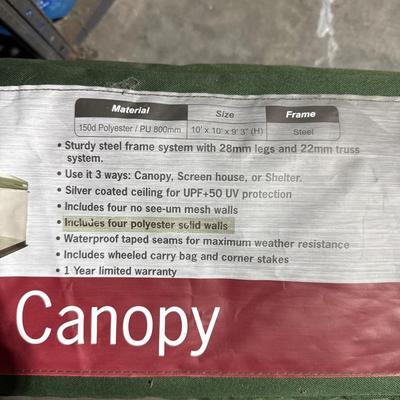 Material Size Frame
150d Polyester / PU 800mm 10' x 10' x 9' 3" (H) Steel
• Sturdy steel frame system with 28mm legs and 22mm truss
system.
• Use it 3 ways: Canopy, Screen house, or Shelter.
• Silver coated ceiling for UPF+50 UV protection
• Includes four no see-um mesh walls
• Includes four polyester solid walls
• Waterproof taped seams for maximum weather resistance
• Includes wheeled carry bag and corner stakes
• 1 Year limited warranty
Canopy